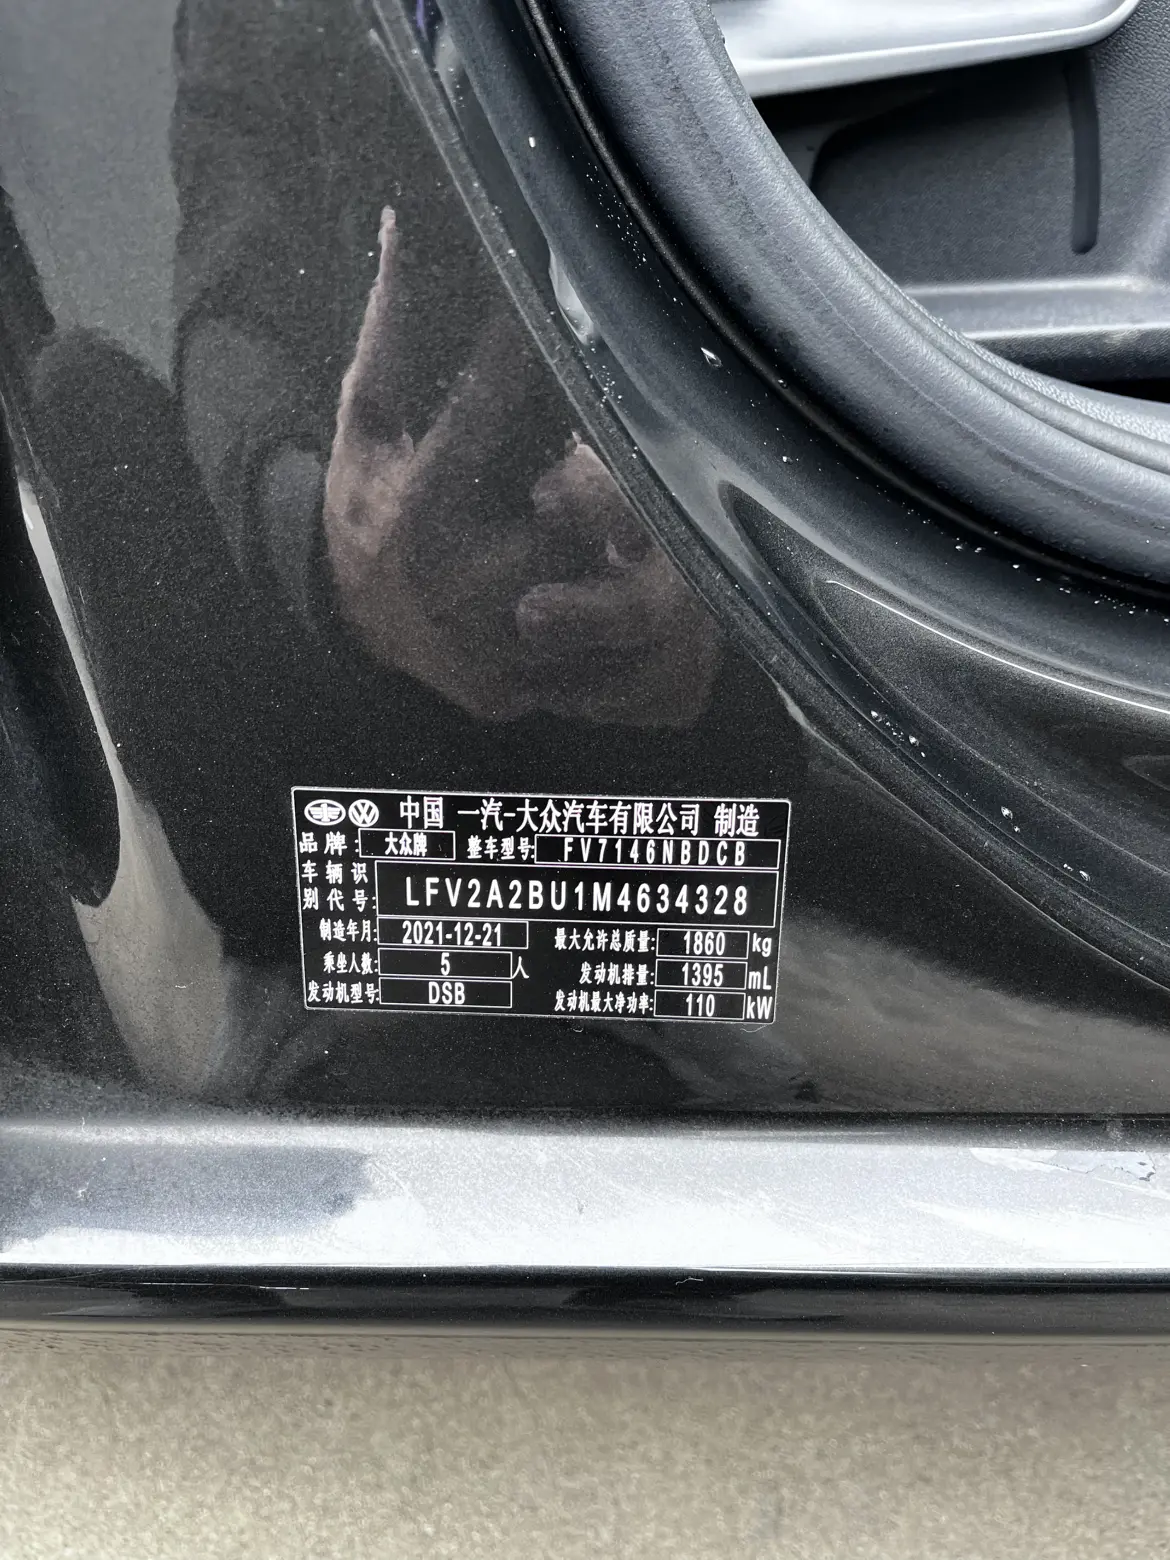 中国 一汽-大众汽车有限公司 制造
品牌: 大众牌 整车型号: FV7146NBDCB
车辆识
别代号: LFV2A2BU1M4634328
制造年月: 2021-12-21 最大允许总质量: 1860 kg
乘坐人数: 5 人 发动机排量: 1395 mL
发动机型号: DSB 发动机最大净功率: 110 kW